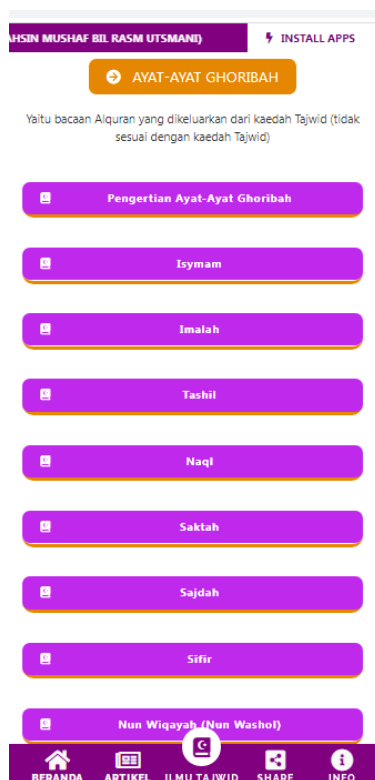 AHSIN MUSHAF BIL RASM UTSMANI)
INSTALL APPS
AYAT-AYAT GHORIBAH
Yaitu bacaan Alquran yang dikeluarkan dari kaedah Tajwid (tidak
sesuai dengan kaedah Tajwid)
Pengertian Ayat-Ayat Ghoribah
Isymam
Imalah
Tashil
Naql
Saktah
Sajdah
Sifir
Nun Wiqayah (Nun Washol)
BERANDA
ARTIKEL
ILMU TAJWID
SHARE
INFO